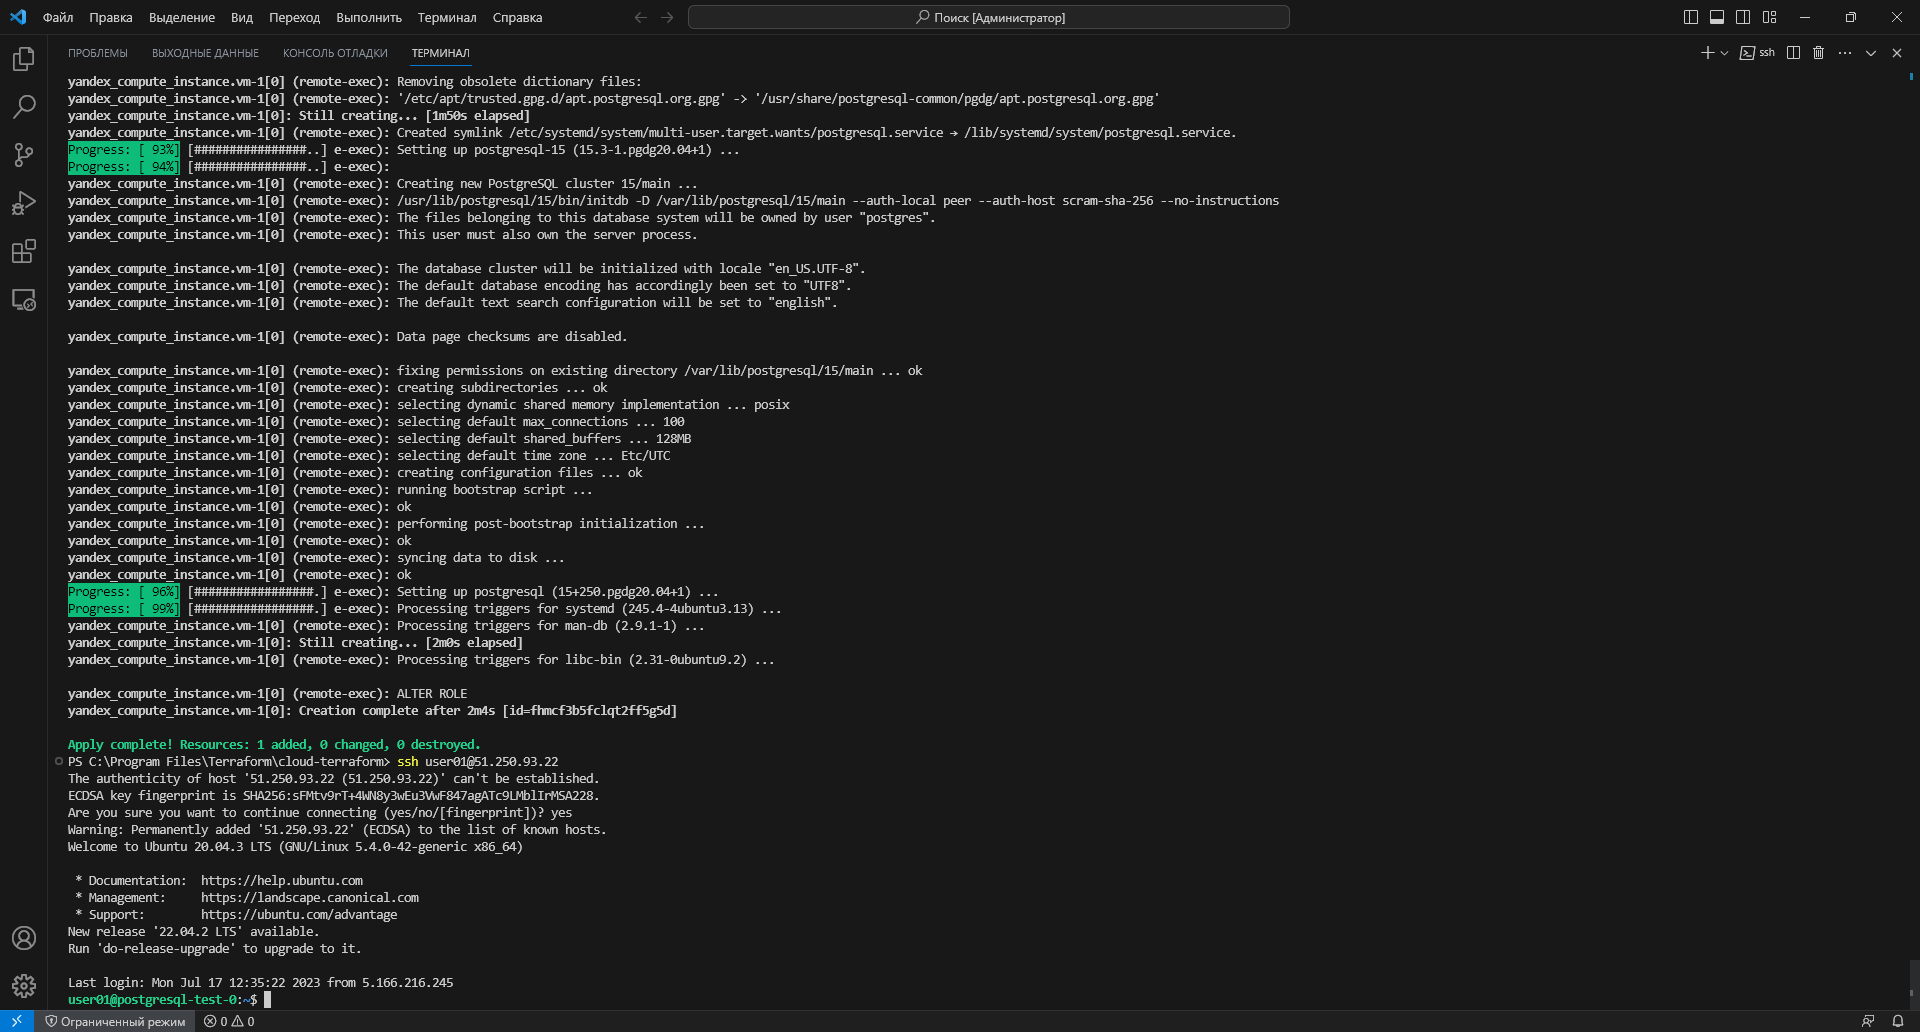 Файл Правка Выделение Вид Переход Выполнить Терминал Справка
Поиск [Администратор]
ПРОБЛЕМЫ ВЫХОДНЫЕ ДАННЫЕ КОНСОЛЬ ОТЛАДКИ ТЕРМИНАЛ
ssh
yandex_compute_instance.vm-1[0] (remote-exec): Removing obsolete dictionary files:
yandex_compute_instance.vm-1[0] (remote-exec): '/etc/apt/trusted.gpg.d/apt.postgresql.org.gpg' -> '/usr/share/postgresql-common/pgdg/apt.postgresql.org.gpg'
yandex_compute_instance.vm-1[0]: Still creating... [1m50s elapsed]
yandex_compute_instance.vm-1[0] (remote-exec): Created symlink /etc/systemd/system/multi-user.target.wants/postgresql.service → /lib/systemd/system/postgresql.service.
Progress: [ 93%] [################..] e-exec): Setting up postgresql-15 (15.3-1.pgdg20.04+1) ...
Progress: [ 94%] [################..] e-exec):
yandex_compute_instance.vm-1[0] (remote-exec): Creating new PostgreSQL cluster 15/main ...
yandex_compute_instance.vm-1[0] (remote-exec): /usr/lib/postgresql/15/bin/initdb -D /var/lib/postgresql/15/main --auth-local peer --auth-host scram-sha-256 --no-instructions
yandex_compute_instance.vm-1[0] (remote-exec): The files belonging to this database system will be owned by user "postgres".
yandex_compute_instance.vm-1[0] (remote-exec): This user must also own the server process.
yandex_compute_instance.vm-1[0] (remote-exec): The database cluster will be initialized with locale "en_US.UTF-8".
yandex_compute_instance.vm-1[0] (remote-exec): The default database encoding has accordingly been set to "UTF8".
yandex_compute_instance.vm-1[0] (remote-exec): The default text search configuration will be set to "english".
yandex_compute_instance.vm-1[0] (remote-exec): Data page checksums are disabled.
yandex_compute_instance.vm-1[0] (remote-exec): fixing permissions on existing directory /var/lib/postgresql/15/main ... ok
yandex_compute_instance.vm-1[0] (remote-exec): creating subdirectories ... ok
yandex_compute_instance.vm-1[0] (remote-exec): selecting dynamic shared memory implementation ... posix
yandex_compute_instance.vm-1[0] (remote-exec): selecting default max_connections ... 100
yandex_compute_instance.vm-1[0] (remote-exec): selecting default shared_buffers ... 128MB
yandex_compute_instance.vm-1[0] (remote-exec): selecting default time zone ... Etc/UTC
yandex_compute_instance.vm-1[0] (remote-exec): creating configuration files ... ok
yandex_compute_instance.vm-1[0] (remote-exec): running bootstrap script ...
yandex_compute_instance.vm-1[0] (remote-exec): ok
yandex_compute_instance.vm-1[0] (remote-exec): performing post-bootstrap initialization ...
yandex_compute_instance.vm-1[0] (remote-exec): ok
yandex_compute_instance.vm-1[0] (remote-exec): syncing data to disk ...
yandex_compute_instance.vm-1[0] (remote-exec): ok
Progress: [ 96%] [#################.] e-exec): Setting up postgresql (15+250.pgdg20.04+1) ...
Progress: [ 99%] [#################.] e-exec): Processing triggers for systemd (245.4-4ubuntu3.13) ...
yandex_compute_instance.vm-1[0] (remote-exec): Processing triggers for man-db (2.9.1-1) ...
yandex_compute_instance.vm-1[0]: Still creating... [2m0s elapsed]
yandex_compute_instance.vm-1[0] (remote-exec): Processing triggers for libc-bin (2.31-0ubuntu9.2) ...
yandex_compute_instance.vm-1[0] (remote-exec): ALTER ROLE
yandex_compute_instance.vm-1[0]: Creation complete after 2m4s [id=fhmcf3b5fclqt2ff5g5d]
Apply complete! Resources: 1 added, 0 changed, 0 destroyed.
PS C:\Program Files\Terraform\cloud-terraform> ssh user01@51.250.93.22
The authenticity of host '51.250.93.22 (51.250.93.22)' can't be established.
ECDSA key fingerprint is SHA256:sFMtv9rT+4WN8y3wEu3VwF847agATc9LMblIrMSA228.
Are you sure you want to continue connecting (yes/no/[fingerprint])? yes
Warning: Permanently added '51.250.93.22' (ECDSA) to the list of known hosts.
Welcome to Ubuntu 20.04.3 LTS (GNU/Linux 5.4.0-42-generic x86_64)
* Documentation: https://help.ubuntu.com
* Management: https://landscape.canonical.com
* Support: https://ubuntu.com/advantage
New release '22.04.2 LTS' available.
Run 'do-release-upgrade' to upgrade to it.
Last login: Mon Jul 17 12:35:22 2023 from 5.166.216.245
user01@postgresql-test-0:~$
Ограниченный режим 0 0